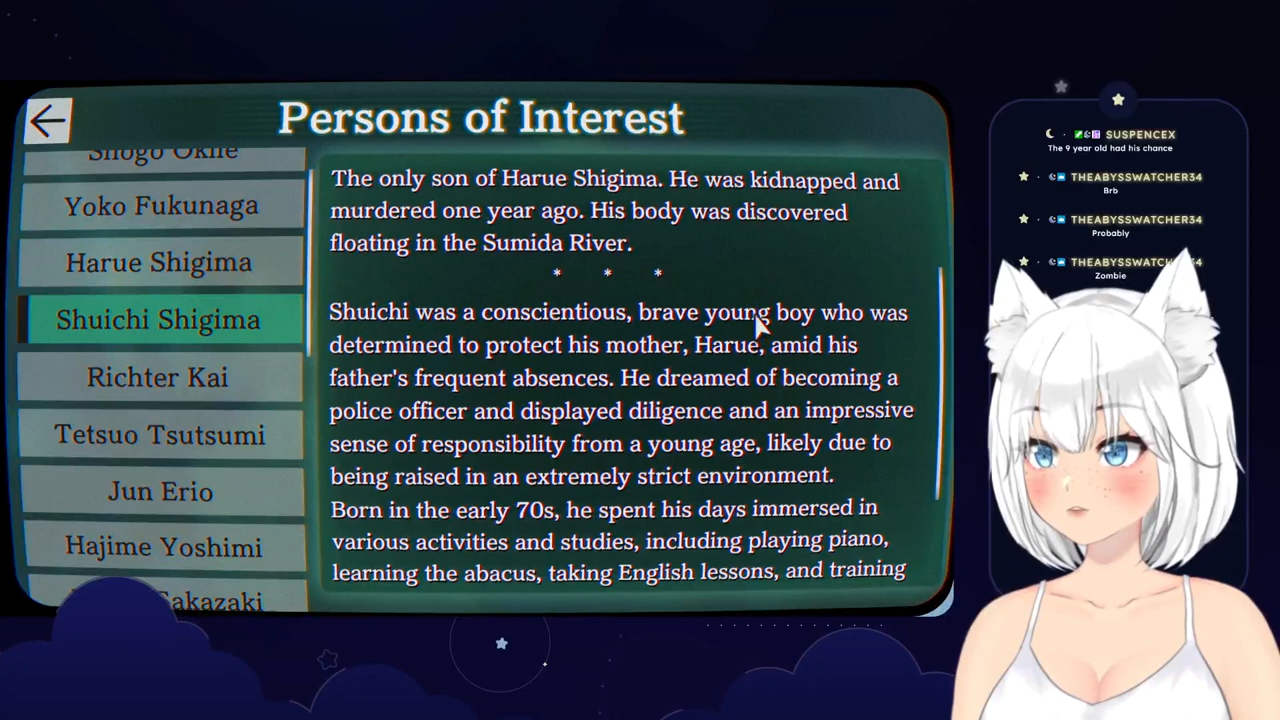 Persons of Interest
Shogo Okiie
Yoko Fukunaga
Harue Shigima
Shuichi Shigima
Richter Kai
Tetsuo Tsutsumi
Jun Erio
Hajime Yoshimi
Sakazaki
The only son of Harue Shigima. He was kidnapped and
murdered one year ago. His body was discovered
floating in the Sumida River.
* * *
Shuichi was a conscientious, brave young boy who was
determined to protect his mother, Harue, amid his
father's frequent absences. He dreamed of becoming a
police officer and displayed diligence and an impressive
sense of responsibility from a young age, likely due to
being raised in an extremely strict environment.
Born in the early 70s, he spent his days immersed in
various activities and studies, including playing piano,
learning the abacus, taking English lessons, and training
SUSPENCEX
The 9 year old had his chance
THEABYSSWATCHER34
Brb
THEABYSSWATCHER34
Probably
THEABYSSWATCH 34
Zombie